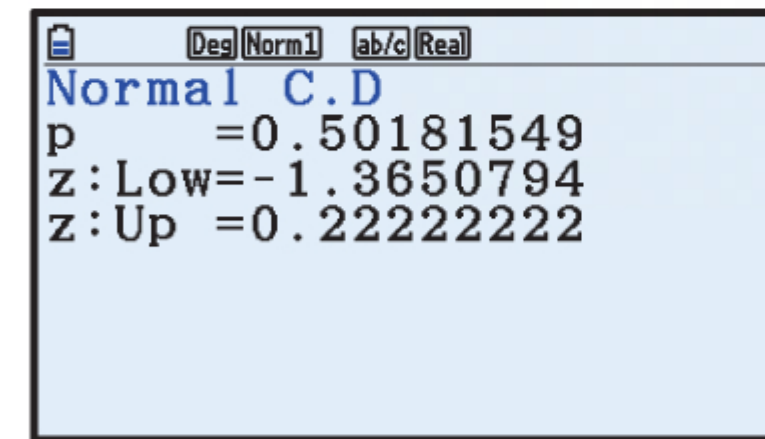 Deg Norm1 ab/c Real
Normal C.D
p =0.50181549
z:Low=-1.3650794
z:Up =0.22222222